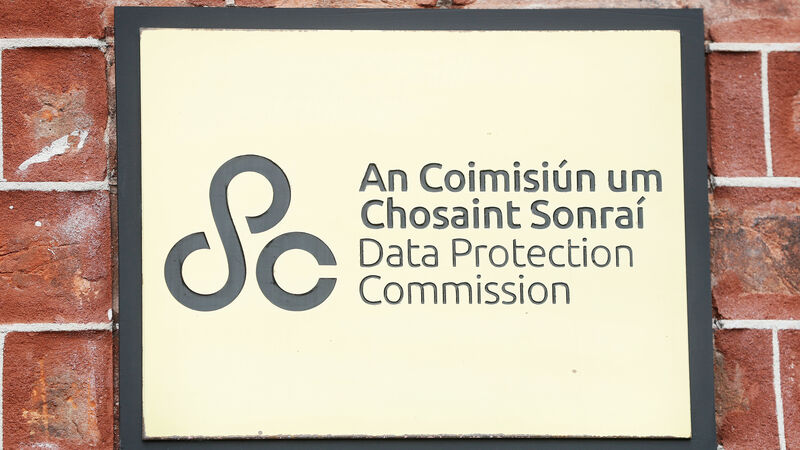 An Coimisiún um
Chosaint Sonraí
Data Protection
Commission